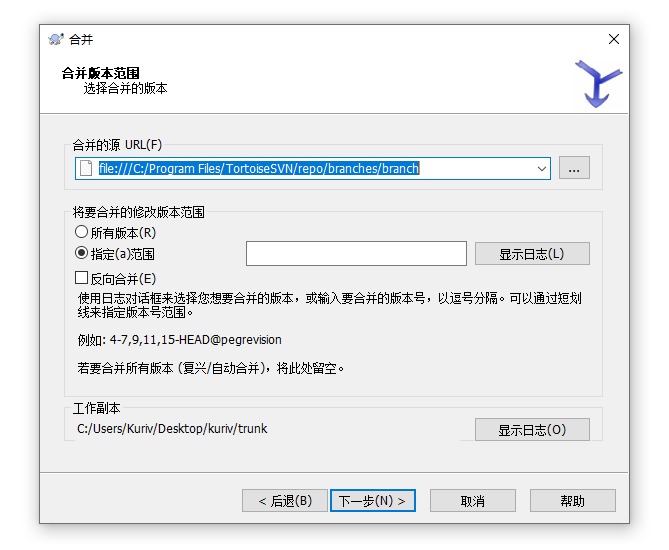 合并
合并版本范围
选择合并的版本
合并的源 URL(F)
file:///C:/Program Files/TortoiseSVN/repo/branches/branch
...
将要合并的修改版本范围
所有版本(R)
指定(a)范围
显示日志(L)
反向合并(E)
使用日志对话框来选择您想要合并的版本，或输入要合并的版本号，以逗号分隔。可以通过短划
线来指定版本号范围。
例如: 4-7,9,11,15-HEAD@pegrevision
若要合并所有版本 (复兴/自动合并)，将此处留空。
工作副本
C:/Users/Kuriv/Desktop/kuriv/trunk
显示日志(O)
< 后退(B)
下一步(N) >
取消
帮助